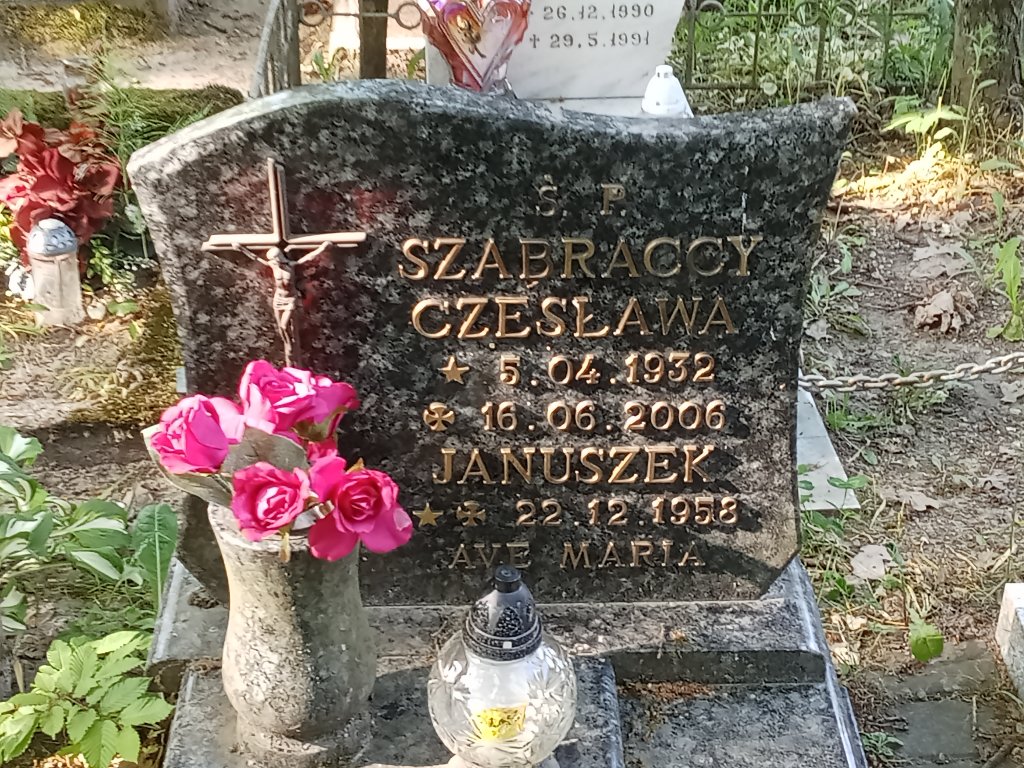 26.12.1990
✝ 29.5.1991
Ś. P.
SZABRACCY
CZESŁAWA
★ 5.04.1932
✠ 16.06.2006
JANUSZEK
★ ✠ 22.12.1958
AVE MARIA